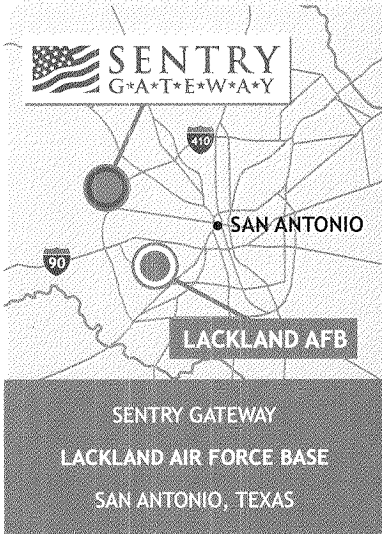 SENTRY
G★A★T★E★W★A★Y
410
SAN ANTONIO
90
LACKLAND AFB
SENTRY GATEWAY
LACKLAND AIR FORCE BASE
SAN ANTONIO, TEXAS